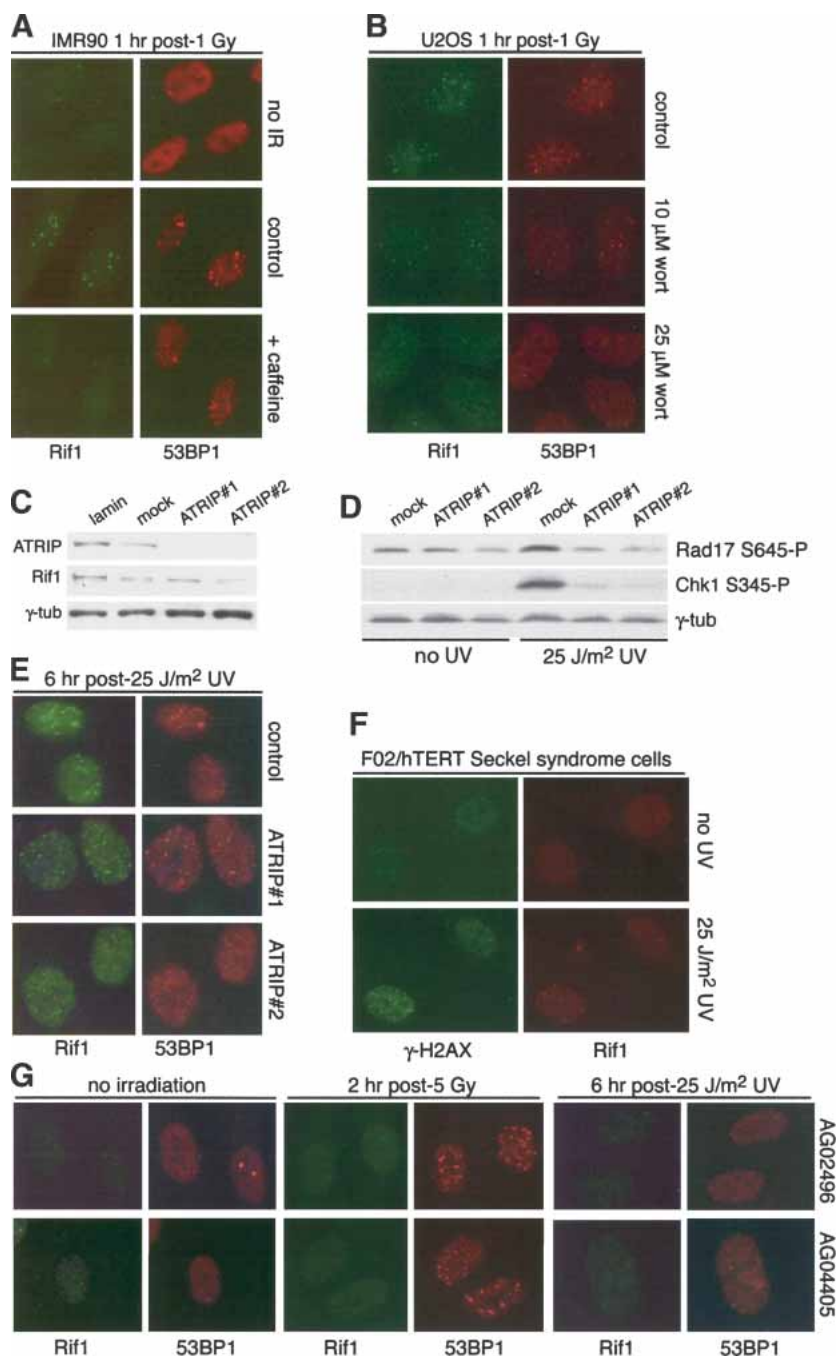 A
IMR90 1 hr post-1 Gy
no IR
control
+ caffeine
Rif1 53BP1
B
U2OS 1 hr post-1 Gy
control
10 μM wort
25 μM wort
Rif1 53BP1
C
lamin mock ATRIP#1 ATRIP#2
ATRIP
Rif1
γ-tub
D
mock ATRIP#1 ATRIP#2 mock ATRIP#1 ATRIP#2
Rad17 S645-P
Chk1 S345-P
γ-tub
no UV 25 J/m² UV
E
6 hr post-25 J/m² UV
control
ATRIP#1
ATRIP#2
Rif1 53BP1
F
F02/hTERT Seckel syndrome cells
no UV
25 J/m² UV
γ-H2AX Rif1
G
no irradiation 2 hr post-5 Gy 6 hr post-25 J/m² UV
AG02496
AG04405
Rif1 53BP1 Rif1 53BP1 Rif1 53BP1